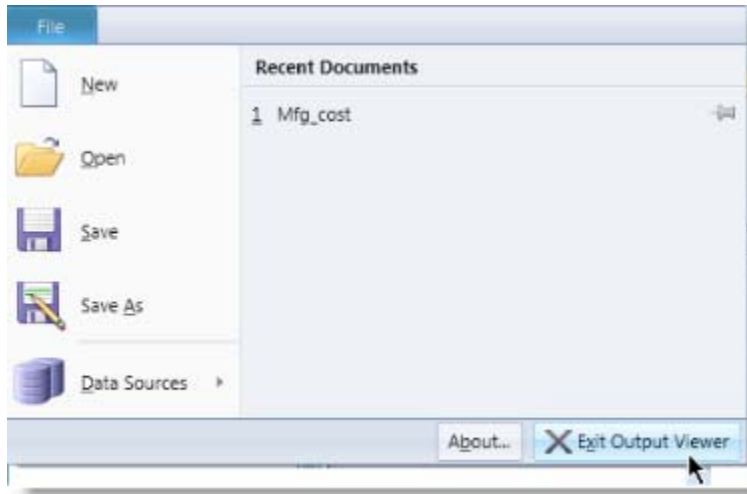 File
New
Open
Save
Save As
Data Sources
Recent Documents
1 Mfg_cost
About...
Exit Output Viewer